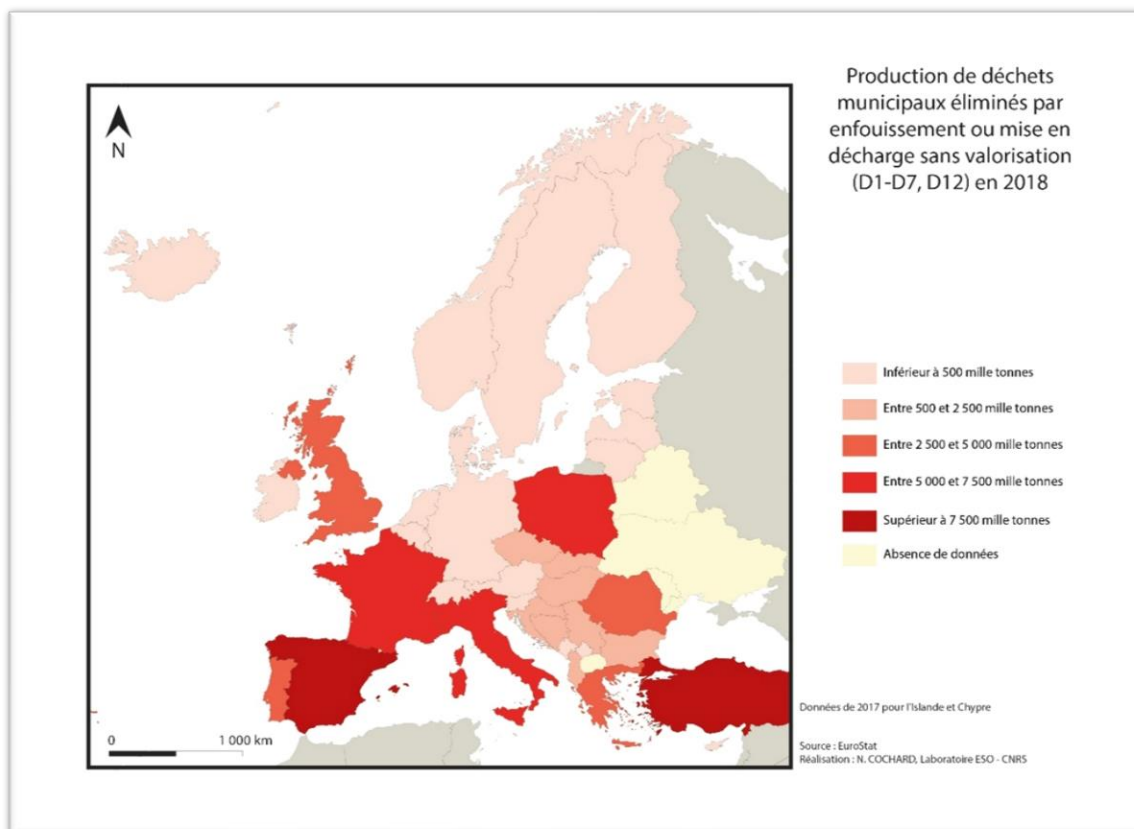 Production de déchets
municipaux éliminés par
enfouissement ou mise en
décharge sans valorisation
(D1-D7, D12) en 2018
N
Inférieur à 500 mille tonnes
Entre 500 et 2 500 mille tonnes
Entre 2 500 et 5 000 mille tonnes
Entre 5 000 et 7 500 mille tonnes
Supérieur à 7 500 mille tonnes
Absence de données
0 1 000 km
Données de 2017 pour l'Islande et Chypre
Source : EuroStat
Réalisation : N. COCHARD, Laboratoire ESO - CNRS